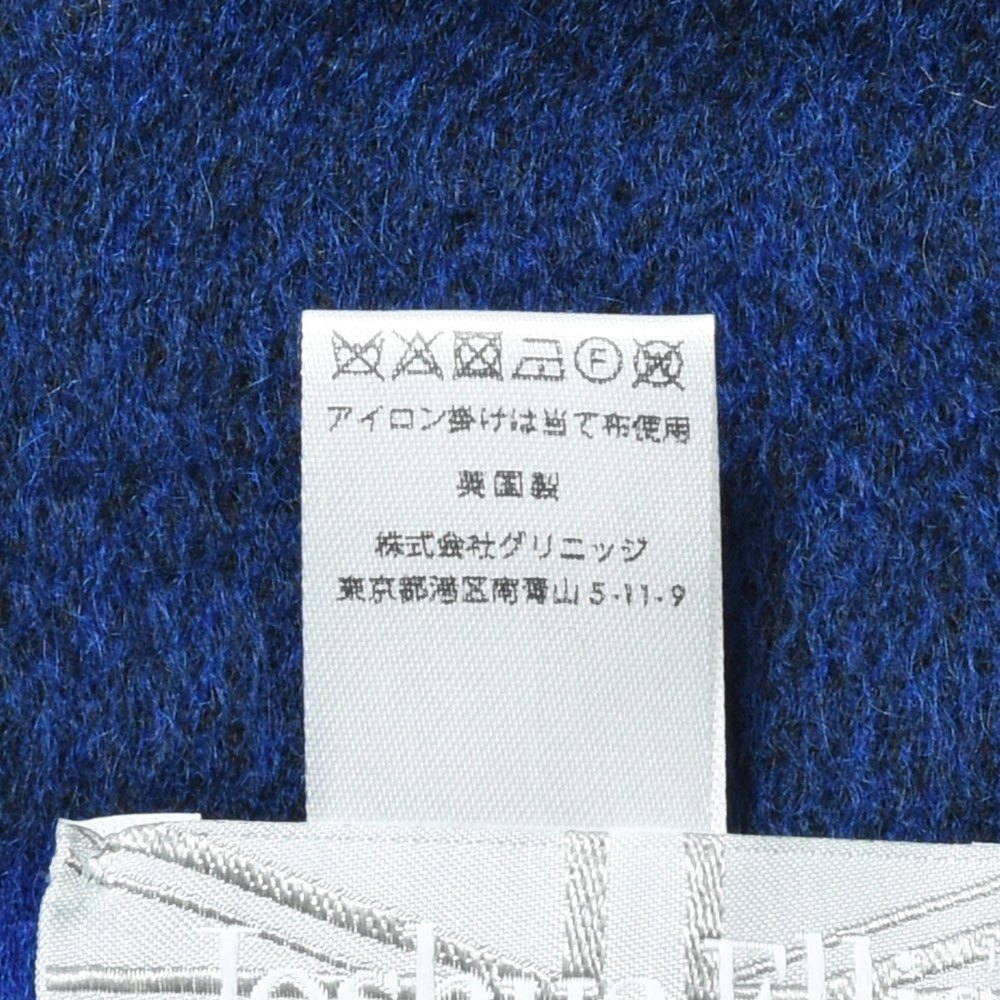 F W
アイロン掛けは当て布使用
英国製
株式会社グリニッジ
東京都港区南青山 5-11-9